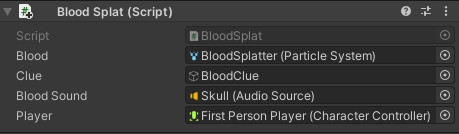 Blood Splat (Script)
Script BloodSplat
Blood BloodSplatter (Particle System)
Clue BloodClue
Blood Sound Skull (Audio Source)
Player First Person Player (Character Controller)